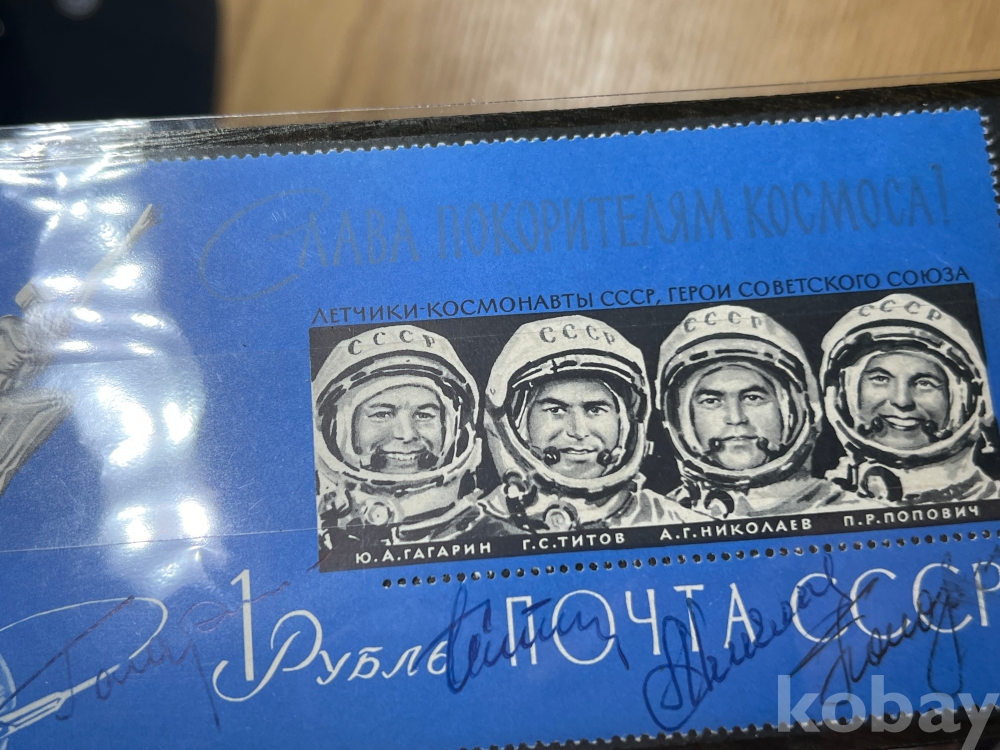 СЛАВА ПОКОРИТЕЛЯМ КОСМОСА!
ЛЕТЧИКИ-КОСМОНАВТЫ СССР, ГЕРОИ СОВЕТСКОГО СОЮЗА
СССР СССР СССР СССР
Ю.А.ГАГАРИН Г.С.ТИТОВ А.Г.НИКОЛАЕВ П.Р.ПОПОВИЧ
1 РУБЛЬ ПОЧТА СССР
kobay